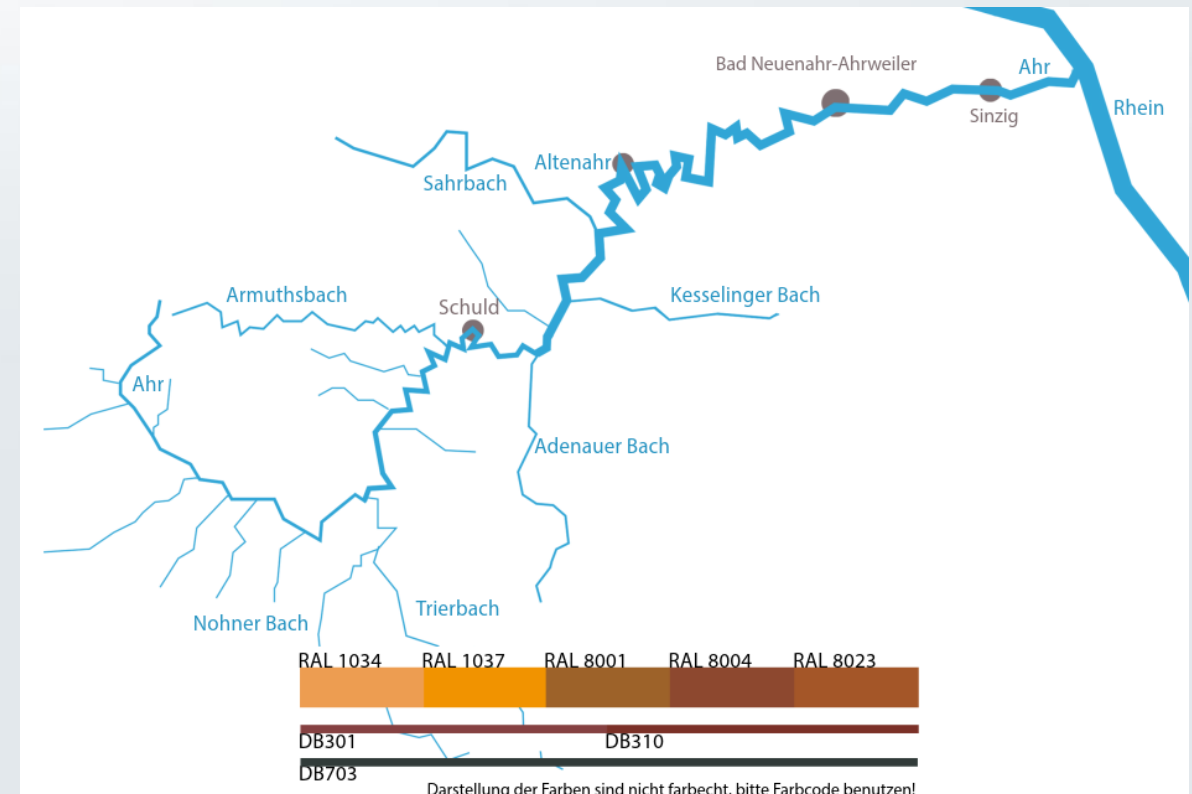 Bad Neuenahr-Ahrweiler
Ahr
Rhein
Sinzig
Altenahr
Sahrbach
Armuthsbach
Schuld
Kesselinger Bach
Ahr
Adenauer Bach
Trierbach
Nohner Bach
RAL 1034
RAL 1037
RAL 8001
RAL 8004
RAL 8023
DB301
DB310
DB703
Darstellung der Farben sind nicht farbecht, bitte Farbcode benutzen!